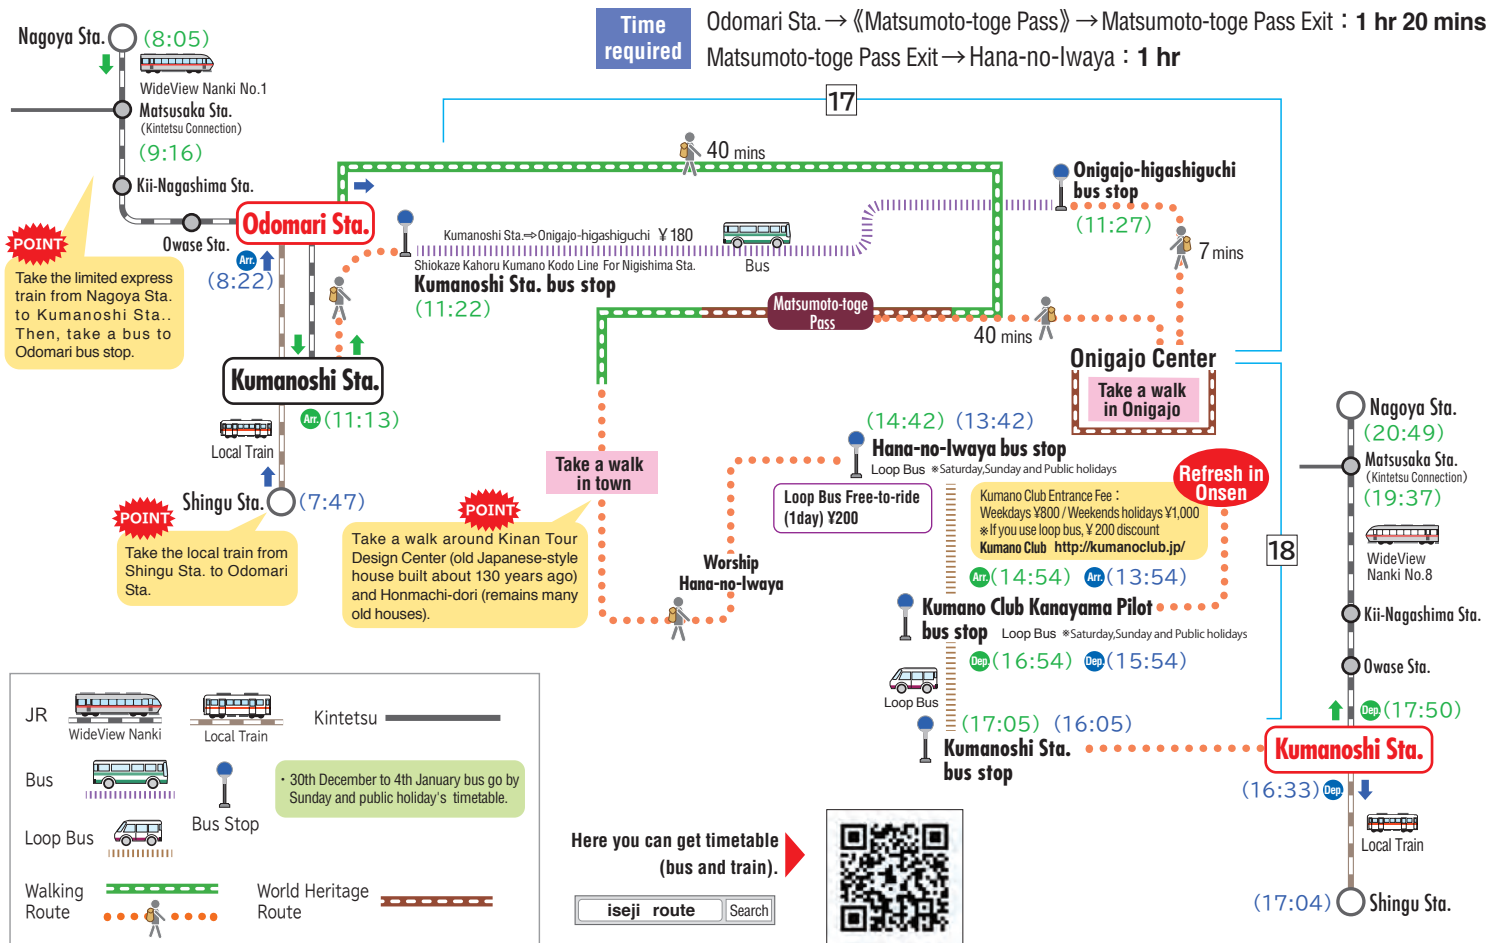 Time
required
Odomari Sta.→《Matsumoto-toge Pass》→Matsumoto-toge Pass Exit：1 hr 20 mins
Matsumoto-toge Pass Exit→Hana-no-Iwaya：1 hr
Nagoya Sta.
(8:05)
WideView Nanki No.1
Matsusaka Sta.
(Kintetsu Connection)
(9:16)
Kii-Nagashima Sta.
Owase Sta.
Odomari Sta.
POINT
Take the limited express
train from Nagoya Sta.
to Kumanoshi Sta..
Then, take a bus to
Odomari bus stop.
Arr.
(8:22)
Kumanoshi Sta.
Arr. (11:13)
Local Train
Shingu Sta.
(7:47)
POINT
Take the local train from
Shingu Sta. to Odomari
Sta.
17
40 mins
Kumanoshi Sta.⇨Onigajo-higashiguchi ￥180
Shiokaze Kahoru Kumano Kodo Line For Nigishima Sta.
Bus
Kumanoshi Sta. bus stop
(11:22)
Onigajo-higashiguchi
bus stop
(11:27)
7 mins
Matsumoto-toge
Pass
40 mins
Onigajo Center
Take a walk
in Onigajo
Take a walk
in town
POINT
Take a walk around Kinan Tour
Design Center (old Japanese-style
house built about 130 years ago)
and Honmachi-dori (remains many
old houses).
Worship
Hana-no-Iwaya
(14:42) (13:42)
Hana-no-Iwaya bus stop
Loop Bus ※Saturday,Sunday and Public holidays
Loop Bus Free-to-ride
(1day) ¥200
Refresh in
Onsen
Kumano Club Entrance Fee：
Weekdays ¥800 / Weekends holidays ¥1,000
※If you use loop bus, ¥ 200 discount
Kumano Club http://kumanoclub.jp/
Arr. (14:54) Arr. (13:54)
Kumano Club Kanayama Pilot
bus stop Loop Bus ※Saturday,Sunday and Public holidays
Dep. (16:54) Dep. (15:54)
Loop Bus
(17:05) (16:05)
Kumanoshi Sta.
bus stop
18
Nagoya Sta.
(20:49)
Matsusaka Sta.
(Kintetsu Connection)
(19:37)
WideView
Nanki No.8
Kii-Nagashima Sta.
Owase Sta.
Dep. (17:50)
Kumanoshi Sta.
(16:33) Dep.
Local Train
(17:04)
Shingu Sta.
JR
WideView Nanki
Local Train
Kintetsu
Bus
Bus Stop
・30th December to 4th January bus go by
Sunday and public holiday's timetable.
Loop Bus
Walking
Route
World Heritage
Route
Here you can get timetable
(bus and train).
iseji route
Search